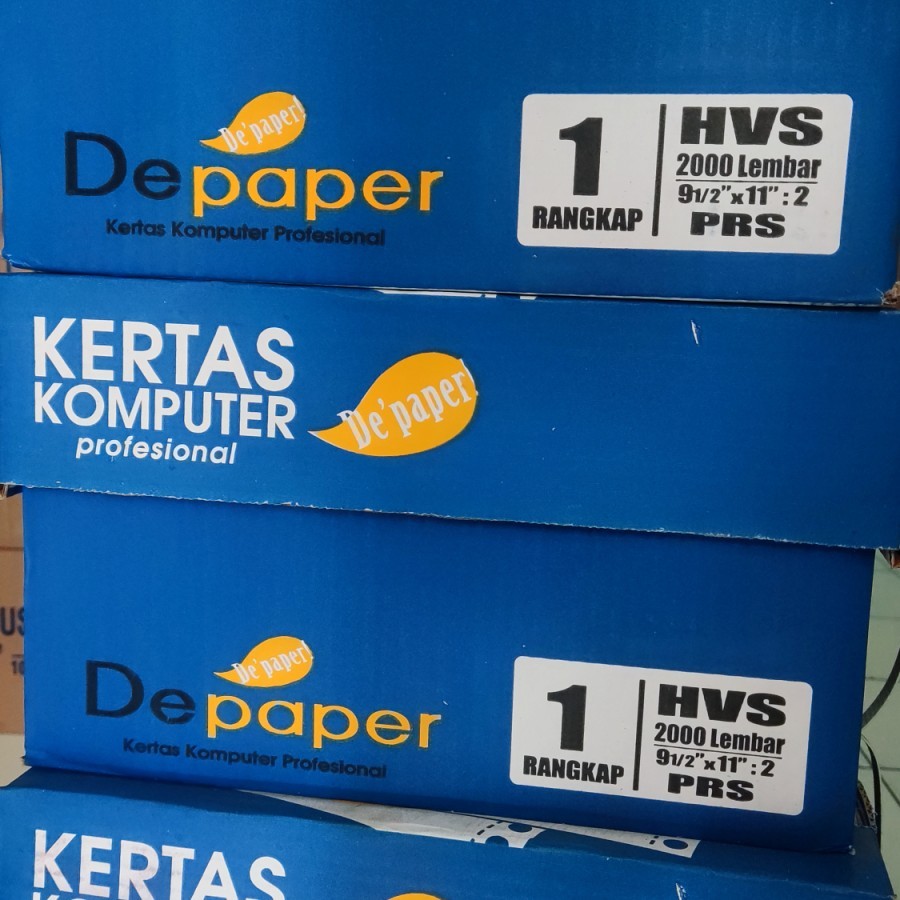 De'paper!
Depaper
Kertas Komputer Profesional
1
RANGKAP
HVS
2000 Lembar
9 1/2"x11" : 2
PRS
KERTAS
KOMPUTER
profesional
De'paper!
De'paper!
Depaper
Kertas Komputer Profesional
1
RANGKAP
HVS
2000 Lembar
9 1/2"x11" : 2
PRS
US
KERTAS